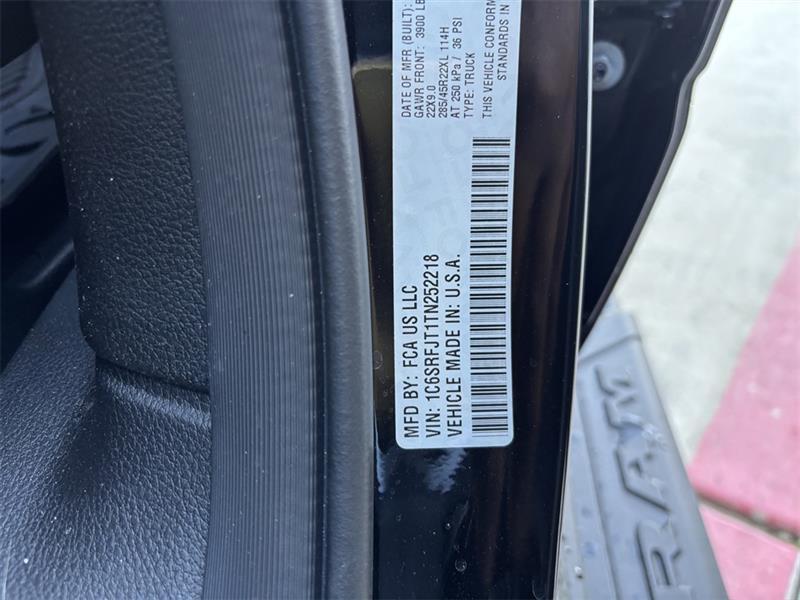 DATE OF MFR (BUILT):
GAWR FRONT: 3900 LB
22X9.0
285/45R22XL 114H
AT 250 kPa / 36 PSI
TYPE: TRUCK
THIS VEHICLE CONFORM
STANDARDS IN
MFD BY: FCA US LLC
VIN: 1C6SRFJT1TN252218
VEHICLE MADE IN: U.S.A.
RAM